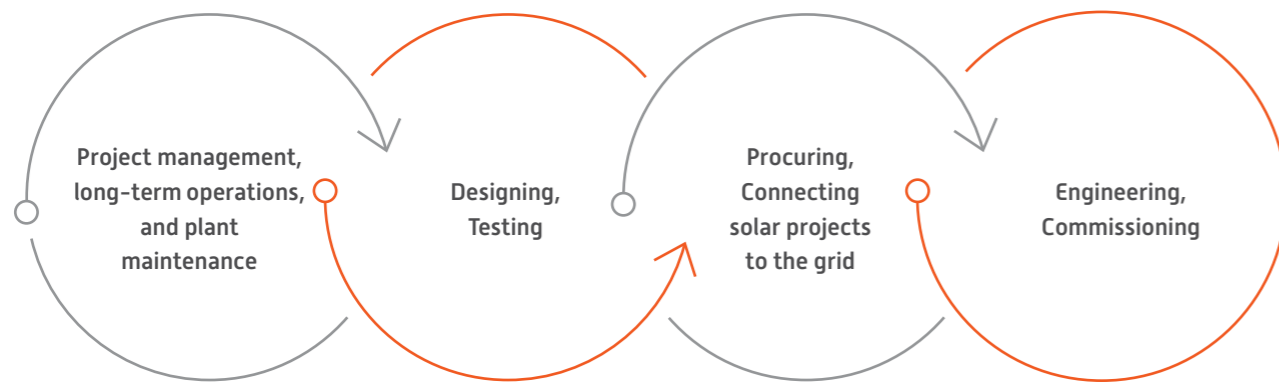 Project management,
long-term operations,
and plant
maintenance
Designing,
Testing
Procuring,
Connecting
solar projects
to the grid
Engineering,
Commissioning